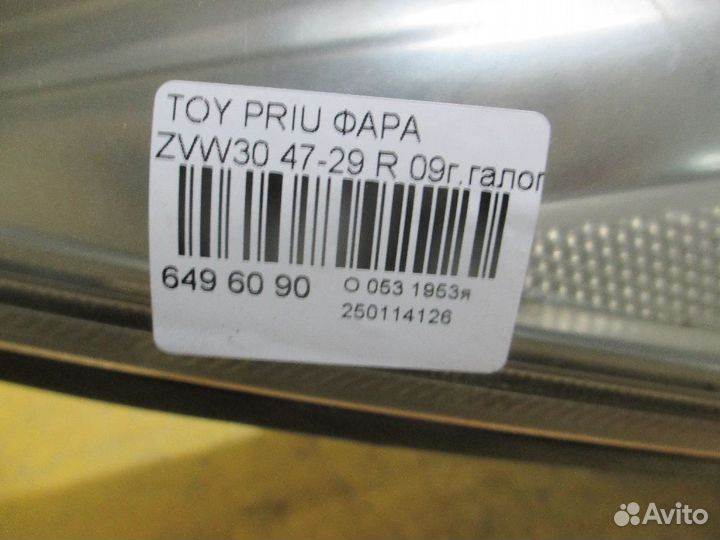 TOY PRIU ФАРА
ZVW30 47-29 R 09г.галог
649 60 90
О 053 1953я
250114126
Avito